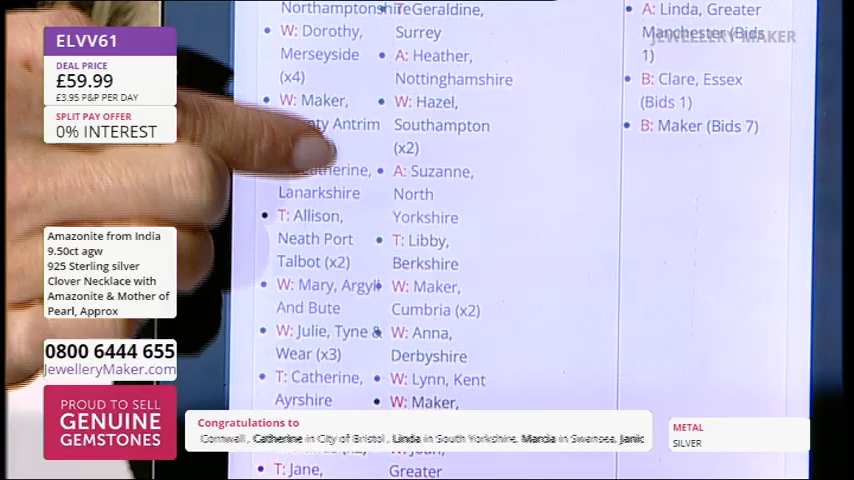 ELVV61
DEAL PRICE
£59.99
£3.95 P&P PER DAY
SPLIT PAY OFFER
0% INTEREST
Amazonite from India
9.50ct agw
925 Sterling silver
Clover Necklace with
Amazonite & Mother of
Pearl, Approx
0800 6444 655
JewelleryMaker.com
PROUD TO SELL
GENUINE
GEMSTONES
Northamptonshire
• W: Dorothy,
Merseyside
(x4)
• W: Maker,
Antrim
Lanarkshire
• T: Allison,
Neath Port
Talbot (x2)
• W: Mary, Argyll
And Bute
• W: Julie, Tyne &
Wear (x3)
• T: Catherine,
Ayrshire
• T: Jane,
T: Geraldine,
Surrey
• A: Heather,
Nottinghamshire
• W: Hazel,
Southampton
(x2)
• A: Suzanne,
North
Yorkshire
• T: Libby,
Berkshire
• W: Maker,
Cumbria (x2)
W: Anna,
Derbyshire
• W: Lynn, Kent
• W: Maker,
Greater
• A: Linda, Greater
Manchester (Bids
1)
• B: Clare, Essex
(Bids 1)
• B: Maker (Bids 7)
JEWELLERY MAKER
Congratulations to
Cornwall, Catherine in City of Bristol, Linda in South Yorkshire, Marcia in Swansea, Janic
METAL
SILVER